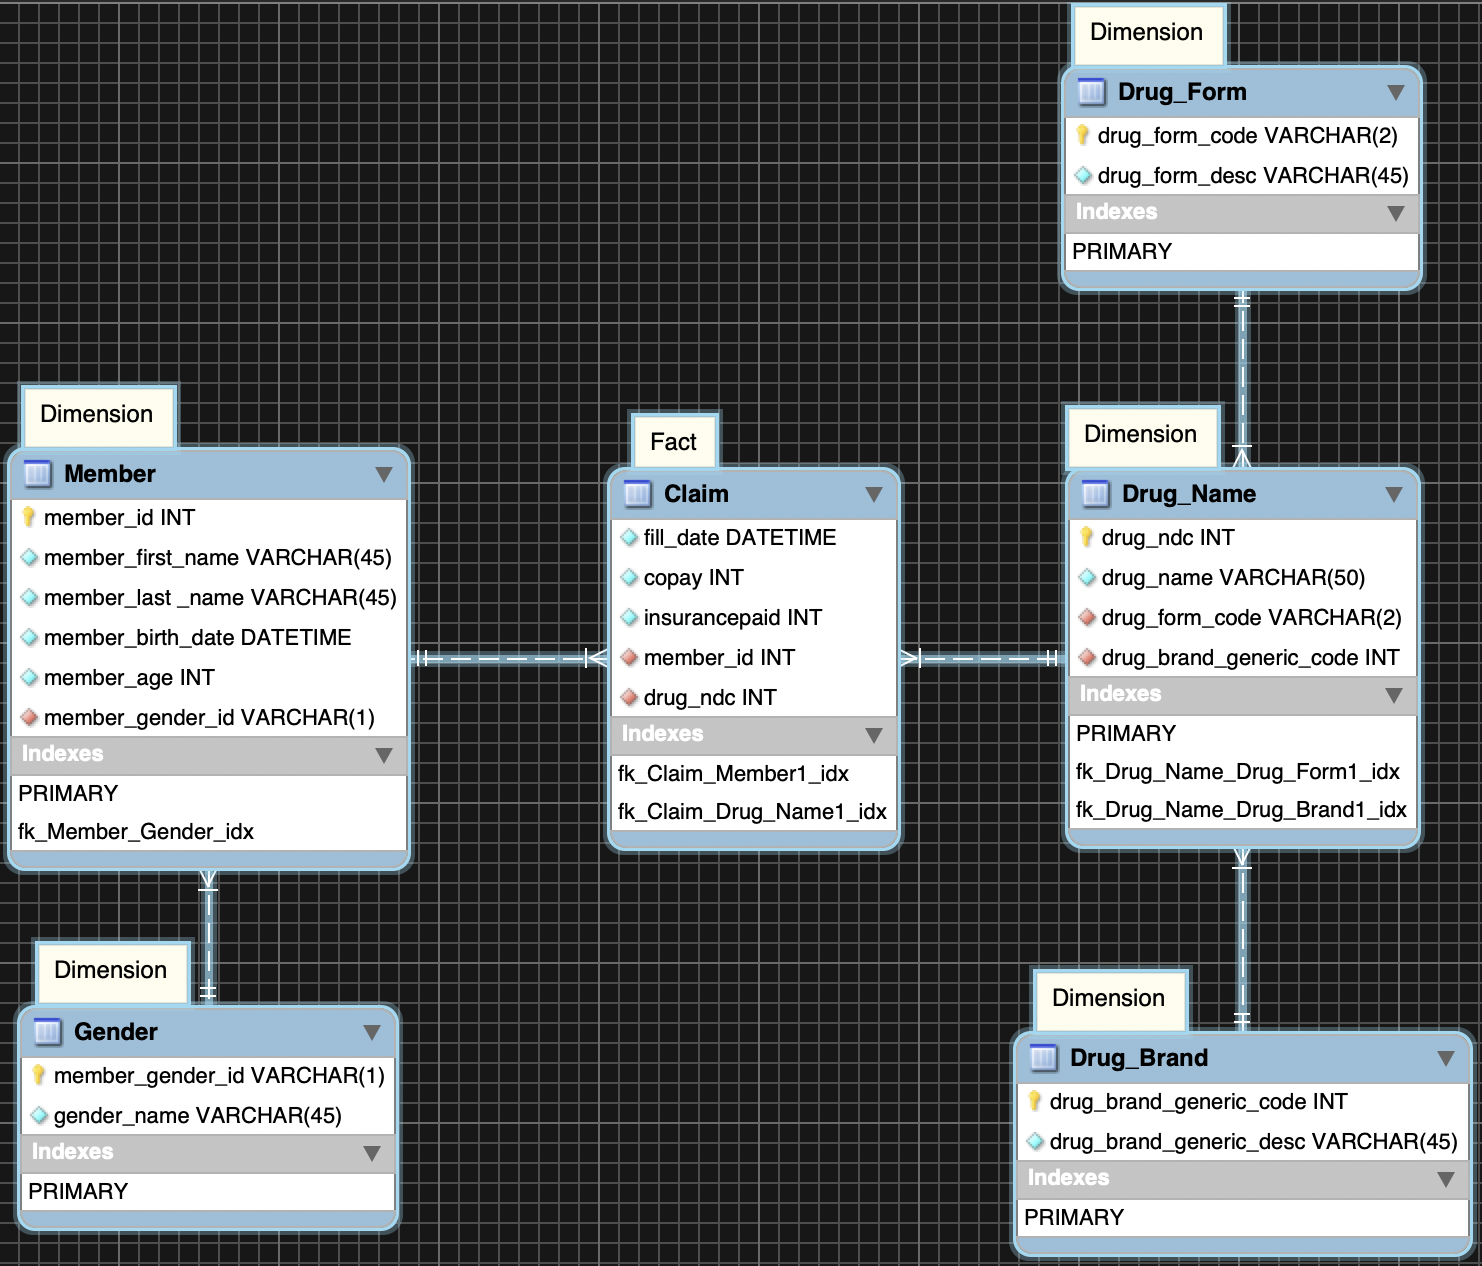 Dimension
Drug_Form
drug_form_code VARCHAR(2)
drug_form_desc VARCHAR(45)
Indexes
PRIMARY
Dimension
Member
member_id INT
member_first_name VARCHAR(45)
member_last _name VARCHAR(45)
member_birth_date DATETIME
member_age INT
member_gender_id VARCHAR(1)
Indexes
PRIMARY
fk_Member_Gender_idx
Fact
Claim
fill_date DATETIME
copay INT
insurancepaid INT
member_id INT
drug_ndc INT
Indexes
fk_Claim_Member1_idx
fk_Claim_Drug_Name1_idx
Dimension
Drug_Name
drug_ndc INT
drug_name VARCHAR(50)
drug_form_code VARCHAR(2)
drug_brand_generic_code INT
Indexes
PRIMARY
fk_Drug_Name_Drug_Form1_idx
fk_Drug_Name_Drug_Brand1_idx
Dimension
Gender
member_gender_id VARCHAR(1)
gender_name VARCHAR(45)
Indexes
PRIMARY
Dimension
Drug_Brand
drug_brand_generic_code INT
drug_brand_generic_desc VARCHAR(45)
Indexes
PRIMARY